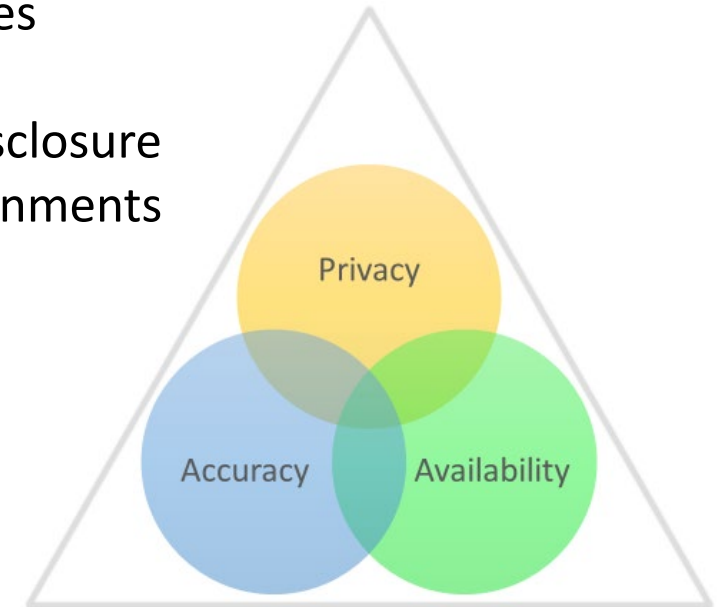 es
sclosure
nments
Privacy
Accuracy Availability